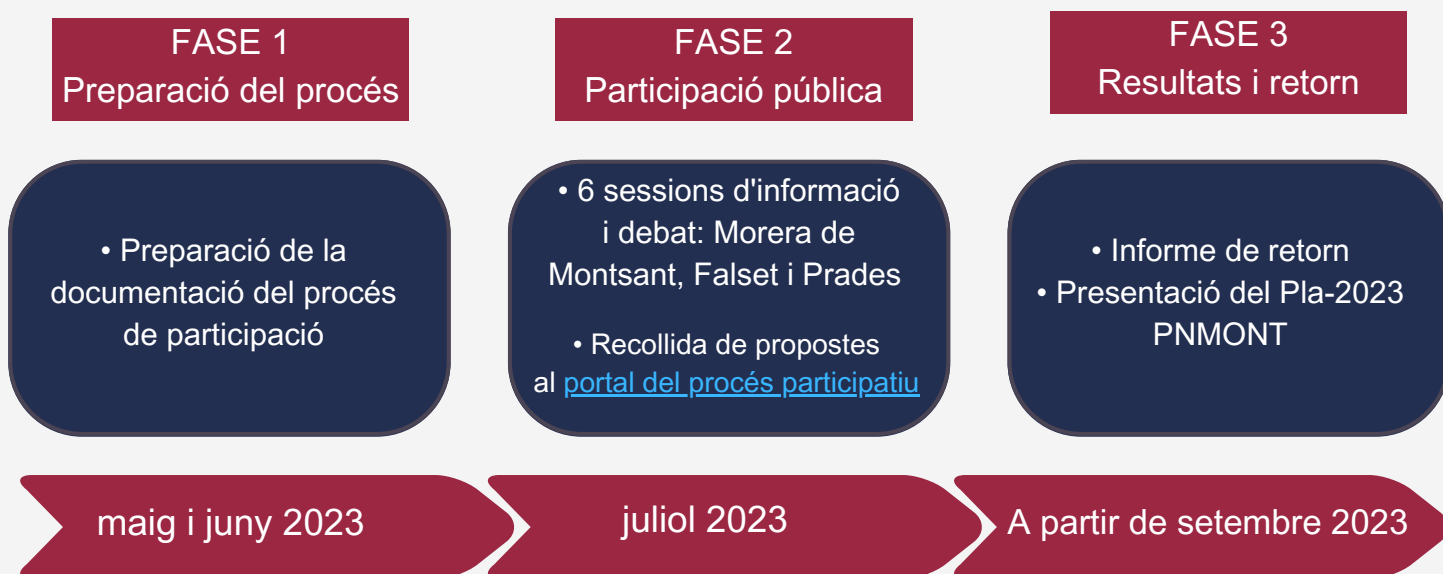 FASE 1
Preparació del procés
FASE 2
Participació pública
FASE 3
Resultats i retorn
• Preparació de la
documentació del procés
de participació
• 6 sessions d'informació
i debat: Morera de
Montsant, Falset i Prades
• Recollida de propostes
al portal del procés participatiu
• Informe de retorn
• Presentació del Pla-2023
PNMONT
maig i juny 2023
juliol 2023
A partir de setembre 2023